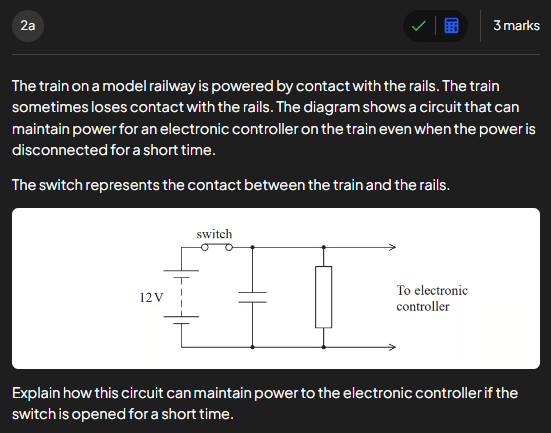 2a
3 marks
The train on a model railway is powered by contact with the rails. The train
sometimes loses contact with the rails. The diagram shows a circuit that can
maintain power for an electronic controller on the train even when the power is
disconnected for a short time.
The switch represents the contact between the train and the rails.
switch
12 V
To electronic
controller
Explain how this circuit can maintain power to the electronic controller if the
switch is opened for a short time.